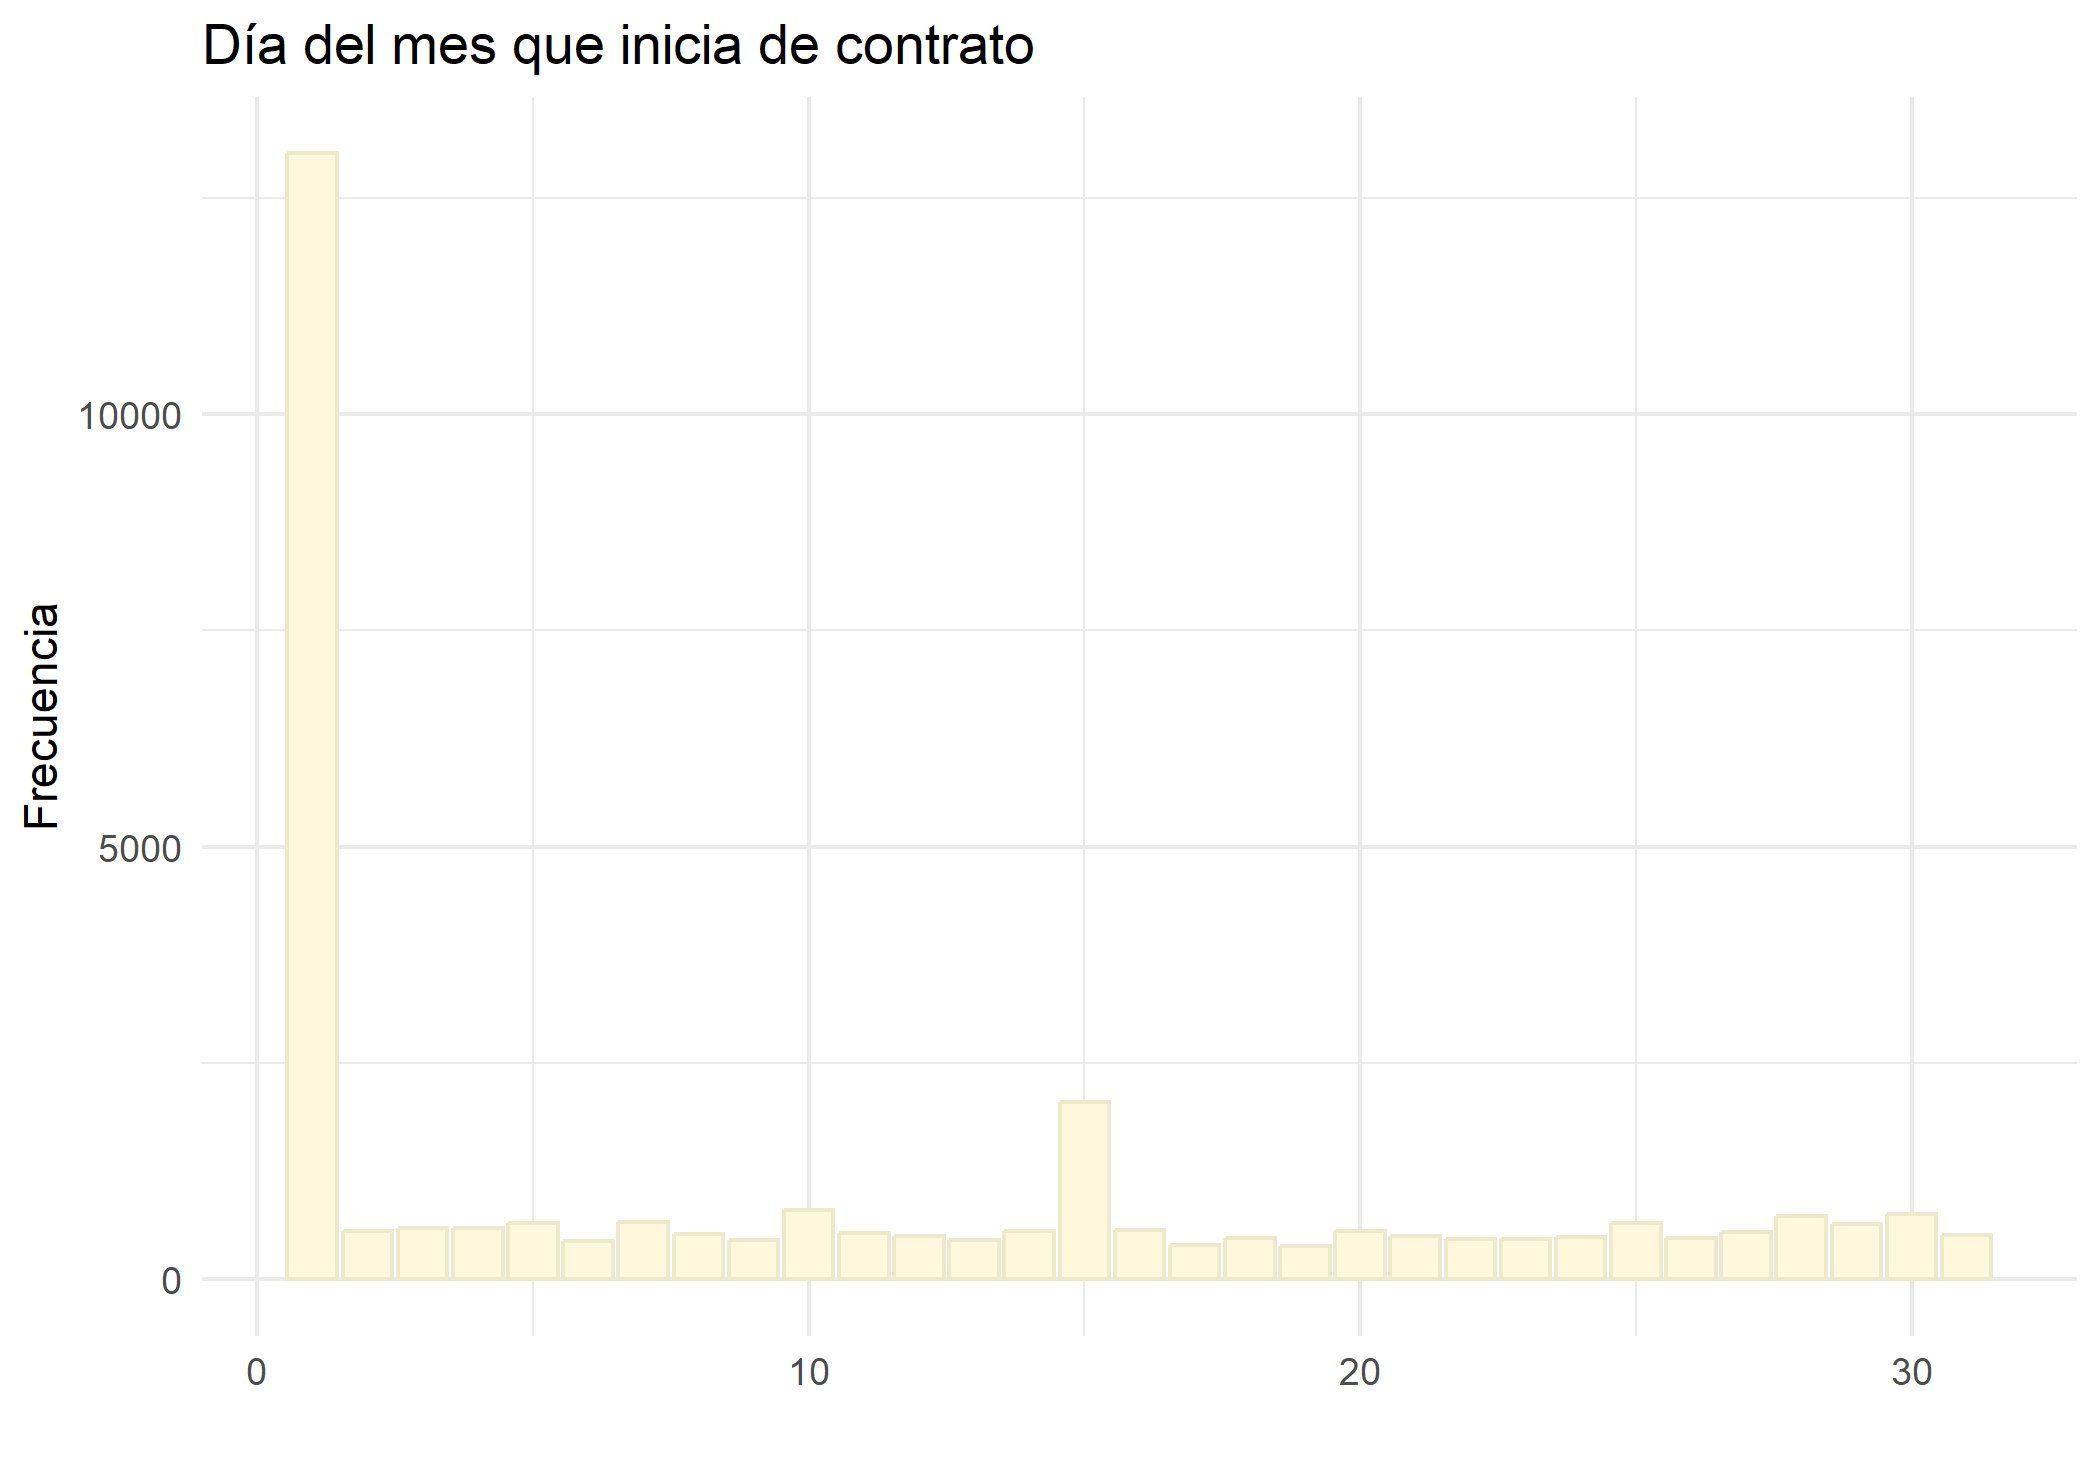 Día del mes que inicia de contrato
Frecuencia
10000
5000
0
0 10 20 30